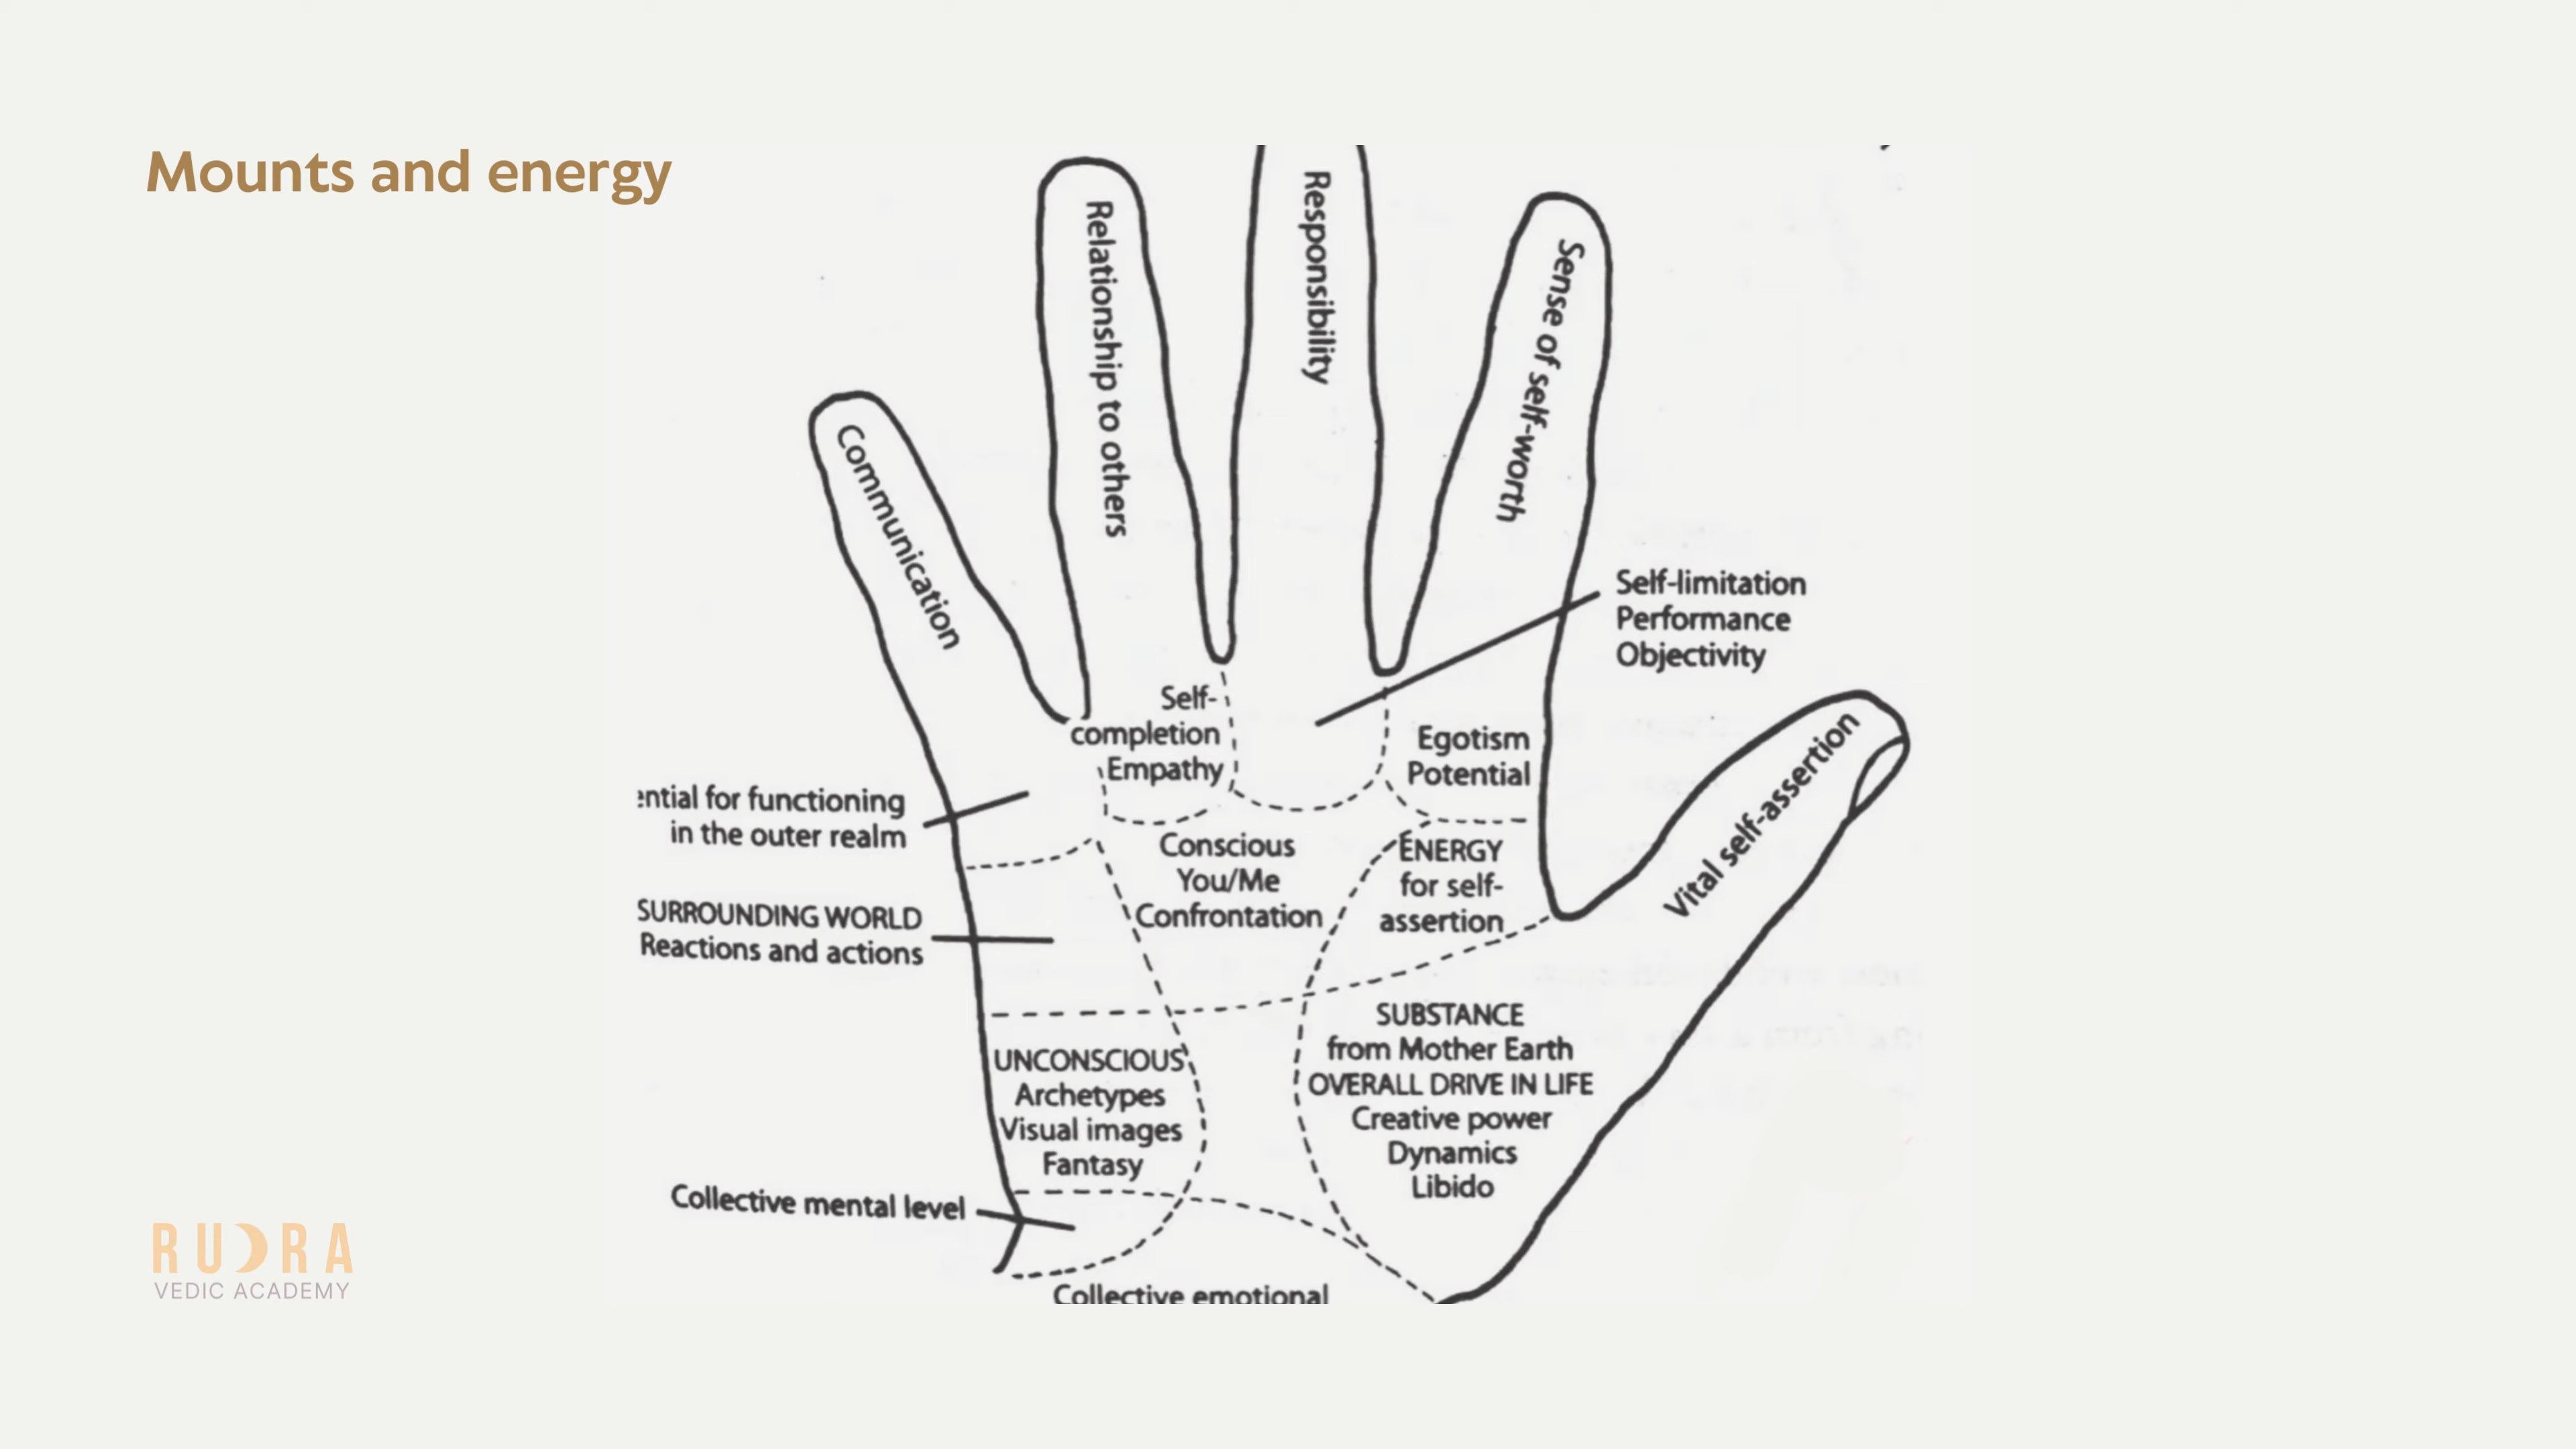 Mounts and energy
Relationship to others
Responsibility
Sense of self-worth
Communication
Self-limitation
Performance
Objectivity
Self-
completion
Empathy
Egotism
Potential
Vital self-assertion
for functioning
in the outer realm
Conscious
You/Me
Confrontation
ENERGY
for self-
assertion
SURROUNDING WORLD
Reactions and actions
SUBSTANCE
from Mother Earth
OVERALL DRIVE IN LIFE
Creative power
Dynamics
Libido
UNCONSCIOUS
Archetypes
Visual images
Fantasy
Collective mental level
Collective emotional
RUDRA
VEDIC ACADEMY